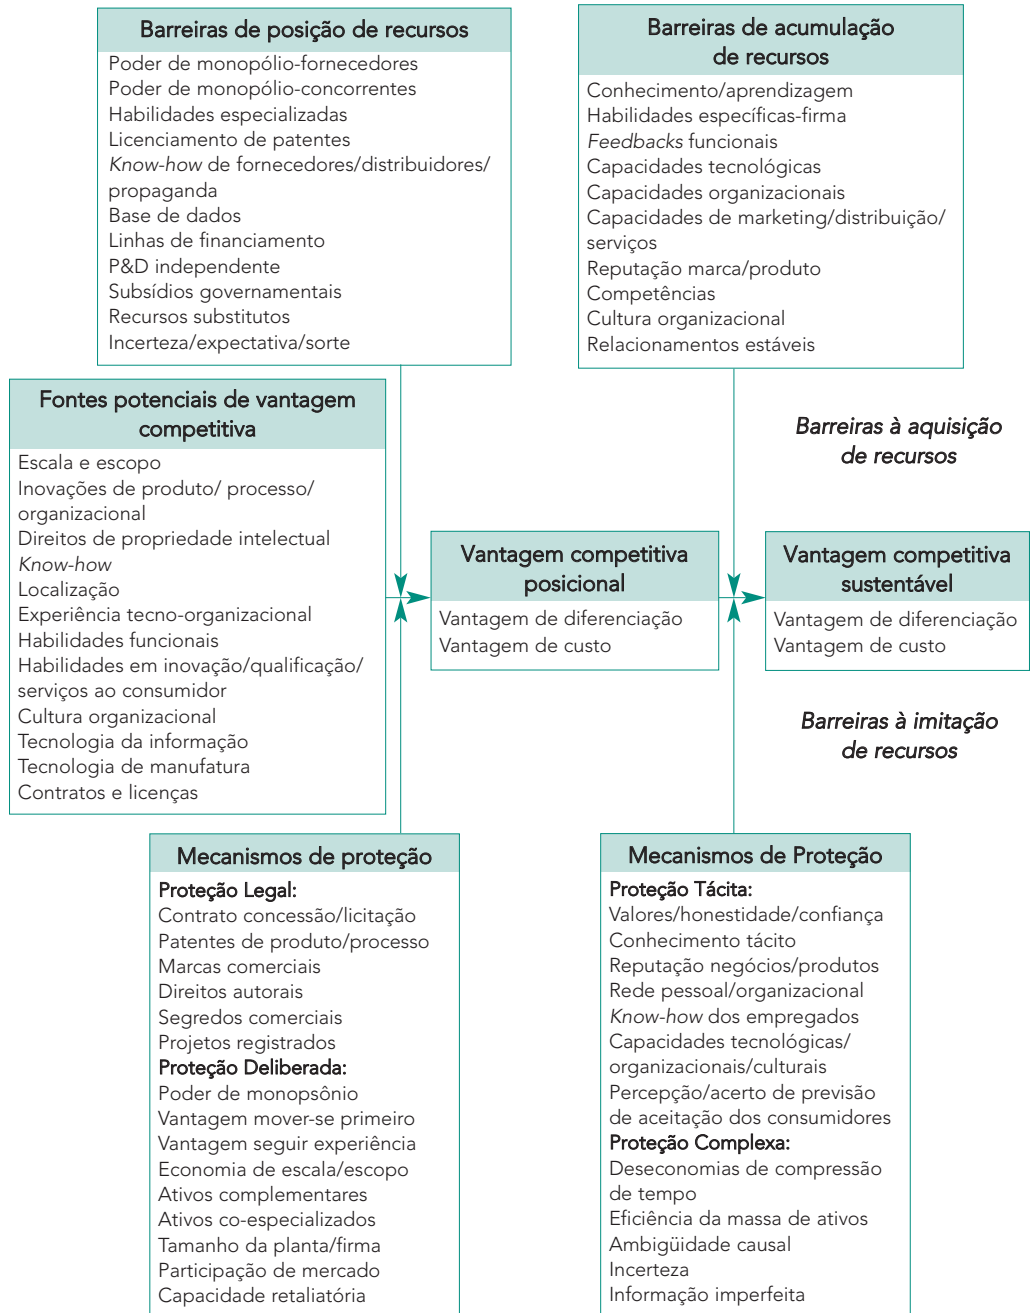 Barreiras de posição de recursos
Poder de monopólio-fornecedores
Poder de monopólio-concorrentes
Habilidades especializadas
Licenciamento de patentes
Know-how de fornecedores/distribuidores/
propaganda
Base de dados
Linhas de financiamento
P&D independente
Subsídios governamentais
Recursos substitutos
Incerteza/expectativa/sorte
Barreiras de acumulação
de recursos
Conhecimento/aprendizagem
Habilidades específicas-firma
Feedbacks funcionais
Capacidades tecnológicas
Capacidades organizacionais
Capacidades de marketing/distribuição/
serviços
Reputação marca/produto
Competências
Cultura organizacional
Relacionamentos estáveis
Fontes potenciais de vantagem
competitiva
Escala e escopo
Inovações de produto/ processo/
organizacional
Direitos de propriedade intelectual
Know-how
Localização
Experiência tecno-organizacional
Habilidades funcionais
Habilidades em inovação/qualificação/
serviços ao consumidor
Cultura organizacional
Tecnologia da informação
Tecnologia de manufatura
Contratos e licenças
Barreiras à aquisição
de recursos
Vantagem competitiva
posicional
Vantagem de diferenciação
Vantagem de custo
Vantagem competitiva
sustentável
Vantagem de diferenciação
Vantagem de custo
Barreiras à imitação
de recursos
Mecanismos de proteção
Proteção Legal:
Contrato concessão/licitação
Patentes de produto/processo
Marcas comerciais
Direitos autorais
Segredos comerciais
Projetos registrados
Proteção Deliberada:
Poder de monopsônio
Vantagem mover-se primeiro
Vantagem seguir experiência
Economia de escala/escopo
Ativos complementares
Ativos co-especializados
Tamanho da planta/firma
Participação de mercado
Capacidade retaliatória
Mecanismos de Proteção
Proteção Tácita:
Valores/honestidade/confiança
Conhecimento tácito
Reputação negócios/produtos
Rede pessoal/organizacional
Know-how dos empregados
Capacidades tecnológicas/
organizacionais/culturais
Percepção/acerto de previsão
de aceitação dos consumidores
Proteção Complexa:
Deseconomias de compressão
de tempo
Eficiência da massa de ativos
Ambigüidade causal
Incerteza
Informação imperfeita